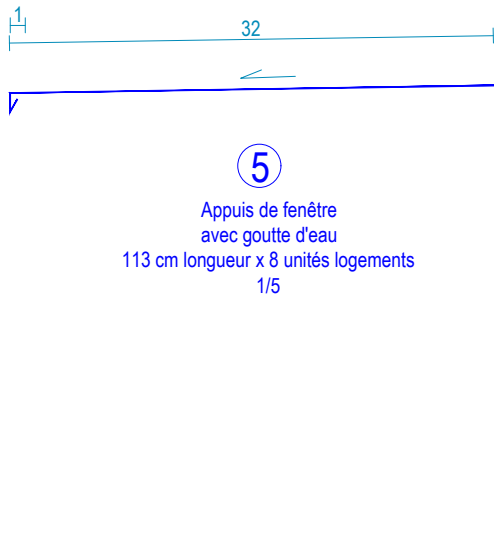 1
32
5
Appuis de fenêtre
avec goutte d'eau
113 cm longueur x 8 unités logements
1/5